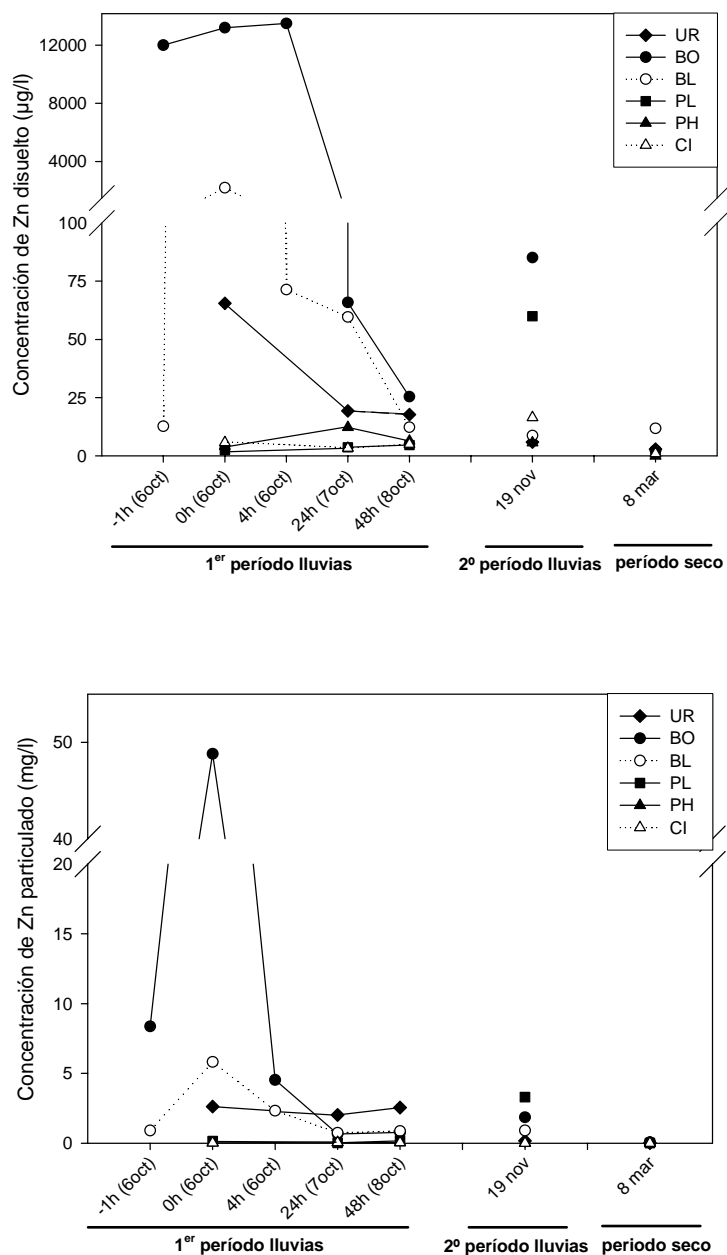 Concentración de Zn disuelto (µg/l)
12000
8000
4000
100
75
50
25
0
UR
BO
BL
PL
PH
CI
-1h (6oct)
0h (6oct)
4h (6oct)
24h (7oct)
48h (8oct)
19 nov
8 mar
1er período lluvias
2º período lluvias
período seco
Concentración de Zn particulado (mg/l)
50
40
20
15
10
5
0
UR
BO
BL
PL
PH
CI
-1h (6oct)
0h (6oct)
4h (6oct)
24h (7oct)
48h (8oct)
19 nov
8 mar
1er período lluvias
2º período lluvias
periodo seco